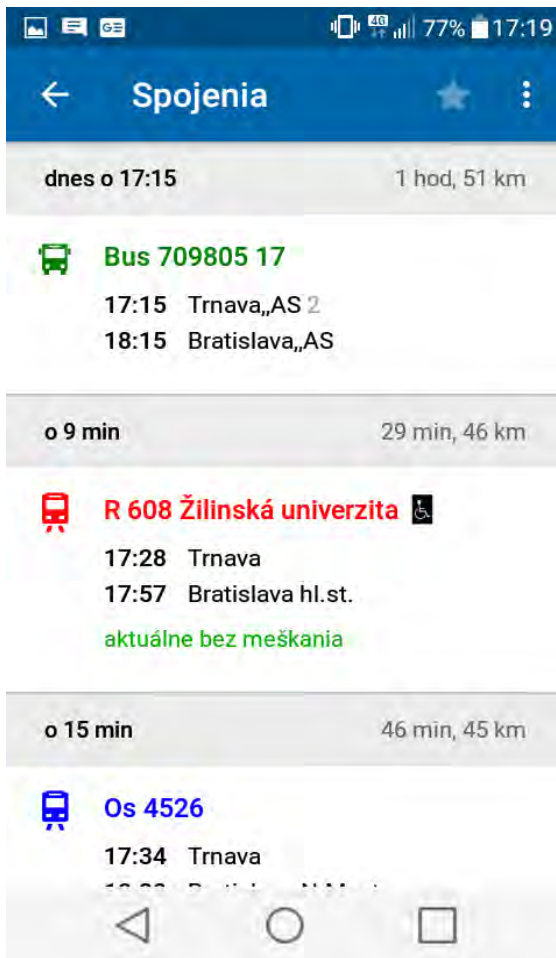 GE 4G 77% 17:19
Spojenia
dnes o 17:15 1 hod, 51 km
Bus 709805 17
17:15 Trnava,,AS 2
18:15 Bratislava,,AS
o 9 min 29 min, 46 km
R 608 Žilinská univerzita
17:28 Trnava
17:57 Bratislava hl.st.
aktuálne bez meškania
o 15 min 46 min, 45 km
Os 4526
17:34 Trnava